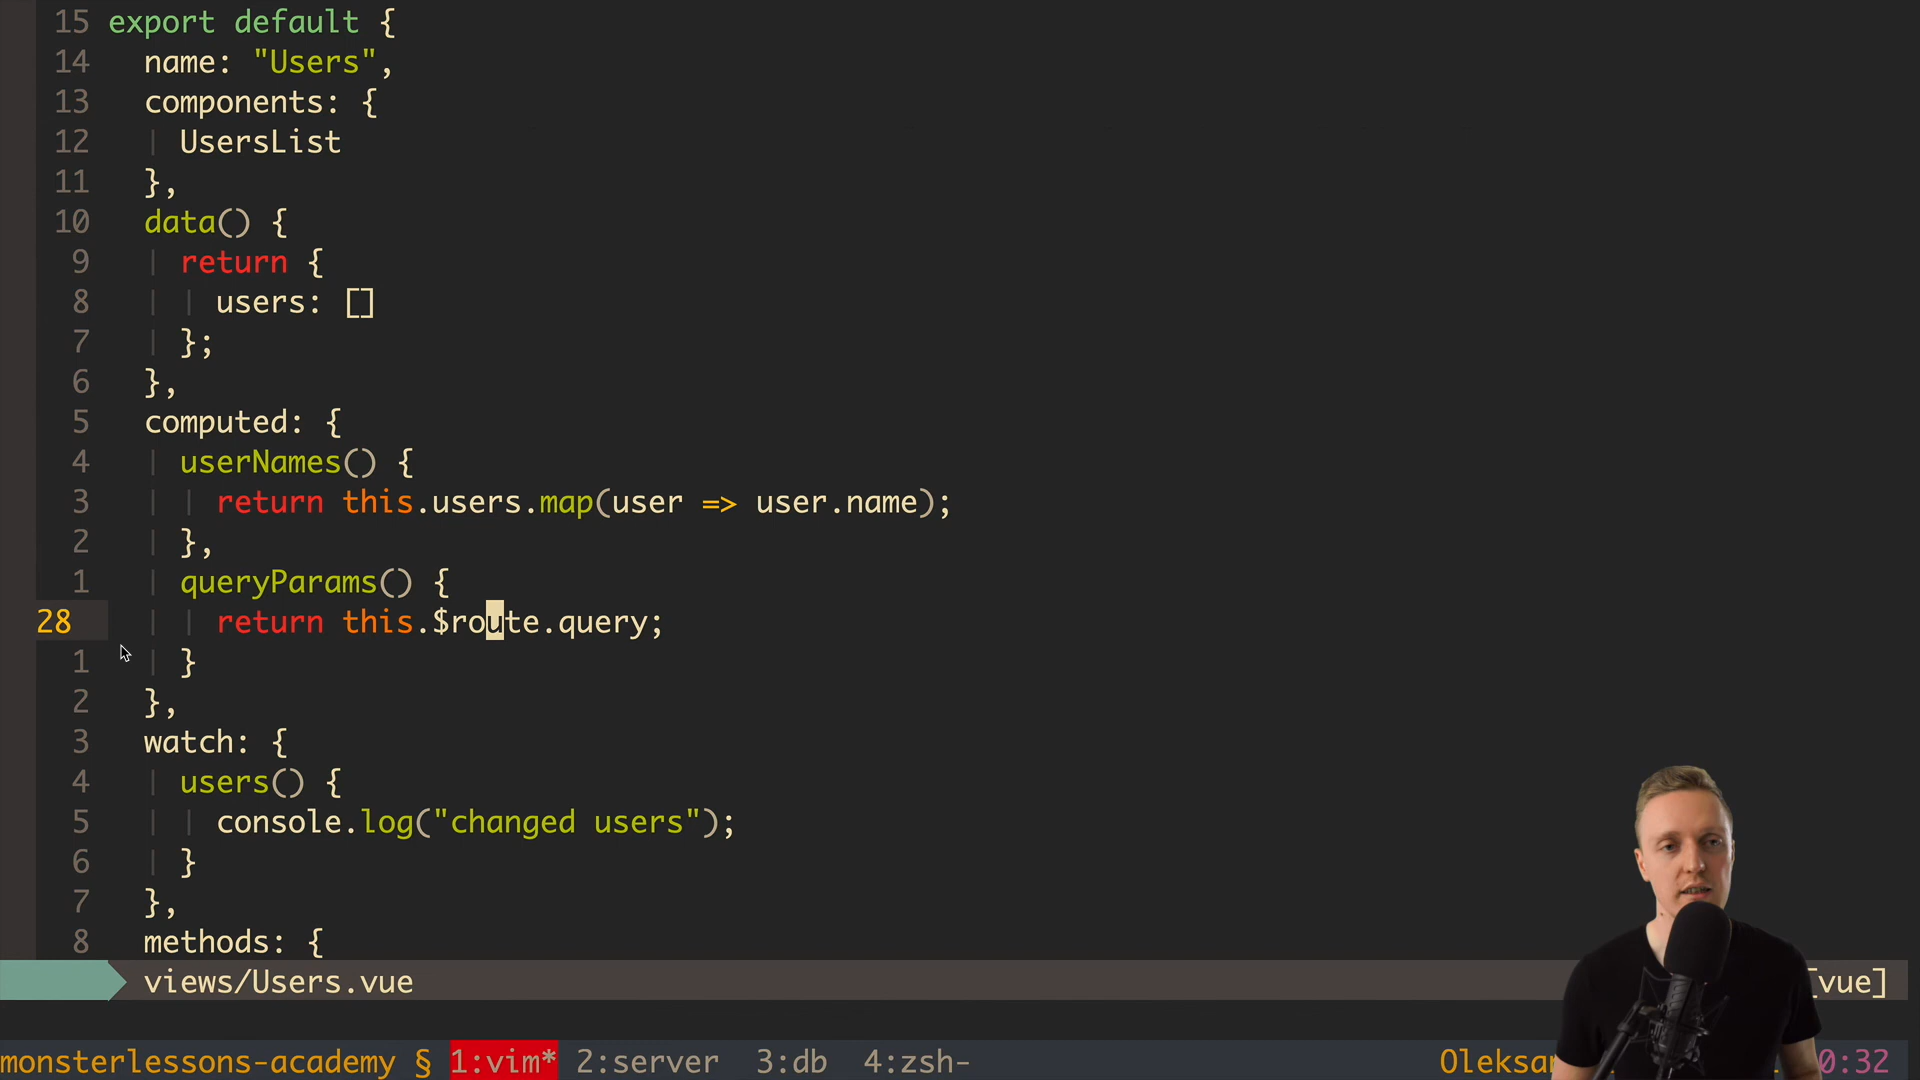 15 export default {
14 name: "Users",
13 components: {
12 UsersList
11 },
10 data() {
9 return {
8 users: []
7 };
6 },
5 computed: {
4 userNames() {
3 return this.users.map(user => user.name);
2 },
1 queryParams() {
28 return this.$route.query;
1 }
2 },
3 watch: {
4 users() {
5 console.log("changed users");
6 }
7 },
8 methods: {
views/Users.vue [vue]
monsterlessons-academy § 1:vim* 2:server 3:db 4:zsh- 0:32